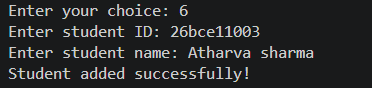 Enter your choice: 6
Enter student ID: 26bce11003
Enter student name: Atharva sharma
Student added successfully!